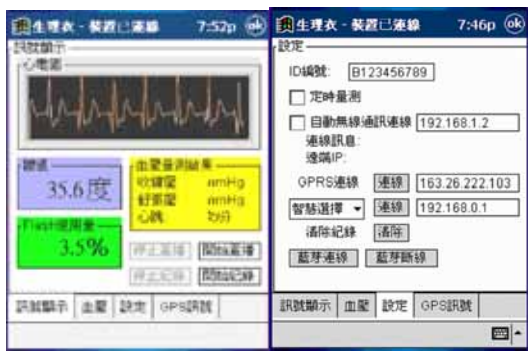 生理衣 - 裝置已連線 7:52p ok
訊號顯示
心電圖
體溫
35.6 度
Flash使用量
3.5%
血壓量測結果
收縮壓 mmHg
舒張壓 mmHg
心跳 次/分
停止直播 開始直播
停止紀錄 開始紀錄
訊號顯示 血壓 設定 GPS訊號
生理衣 - 裝置已連線 7:46p ok
設定
ID編號: B123456789
定時量測
自動無線通訊連線 192.168.1.2
連線訊息:
遠端IP:
GPRS連線 連線 163.26.222.103
智慧選擇 連線 192.168.0.1
清除紀錄 清除
藍芽連線 藍芽斷線
訊號顯示 血壓 設定 GPS訊號